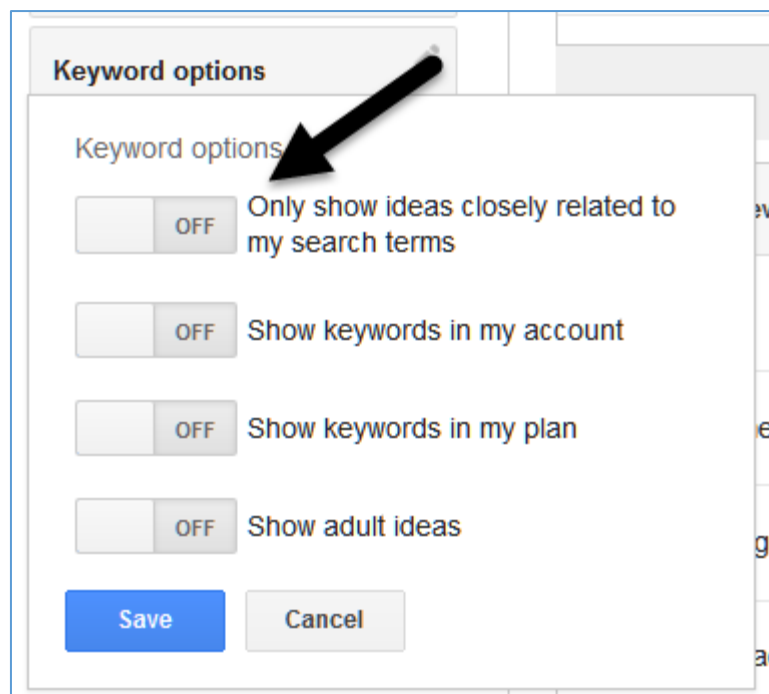 Keyword options
Keyword options
OFF
Only show ideas closely related to
my search terms
OFF
Show keywords in my account
OFF
Show keywords in my plan
OFF
Show adult ideas
Save
Cancel